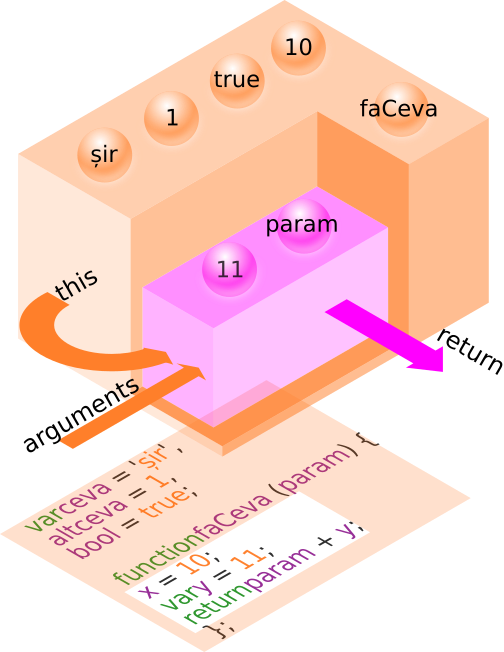 10
true
faCeva
1
șir
param
11
this
return
arguments
varceva = 'șir',
altceva = 1,
bool = true;
functionfaCeva (param) {
x = 10;
vary = 11;
returnparam + y;
};